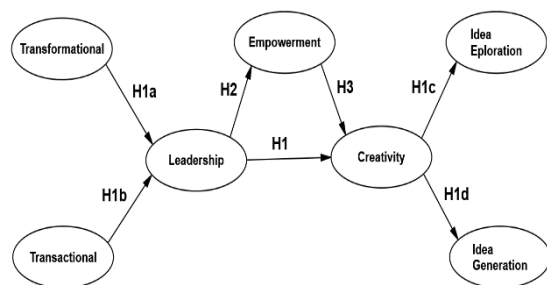 Transformational
Empowerment
Idea
Eploration
H1a
H2
H3
H1c
Leadership
H1
Creativity
H1b
H1d
Transactional
Idea
Generation